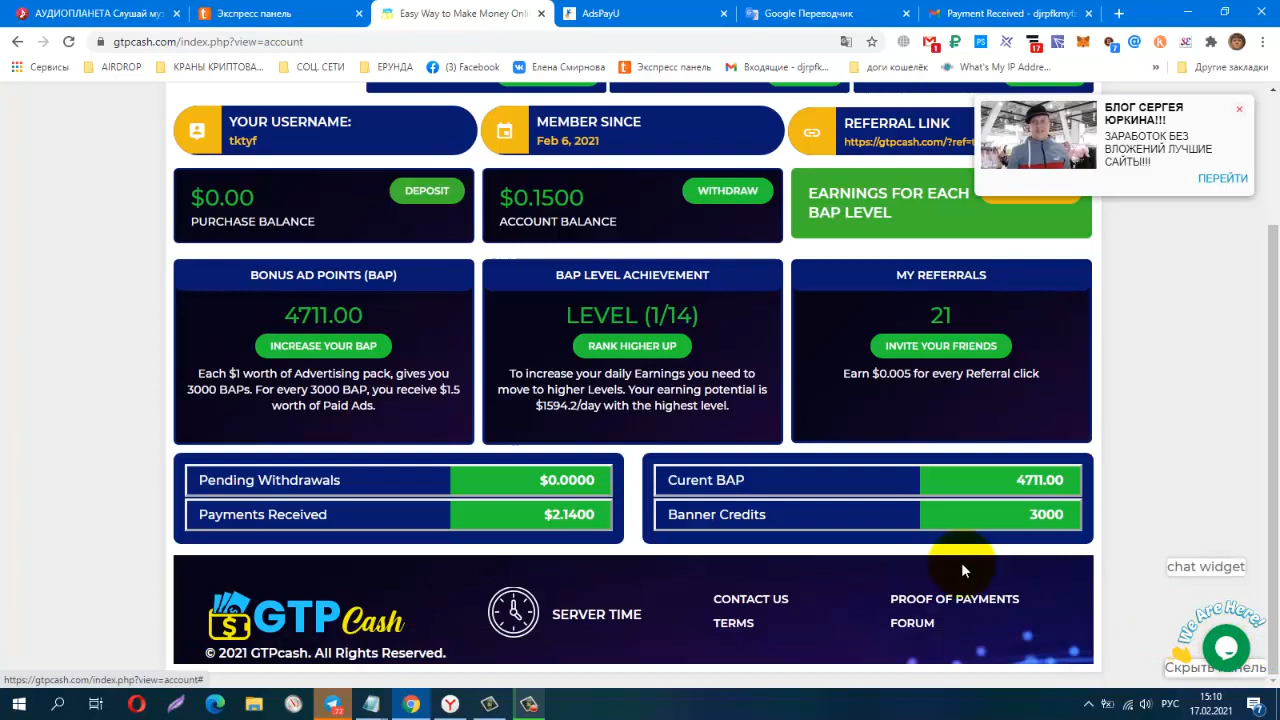 АУДИОПЛАНЕТА Слушай му
Экспресс панель
Easy Way to Make Money Onli
AdsPayU
Google Переводчик
Payment Received - djrpfkmyf
gtpcash.com/index.php?view=account
Сервисы
AIRDROP
КРАНЫ КРИПТОВА...
СОЦ. СЕТИ
ЕРУНДА
(3) Facebook
Елена Смирнова
Экспресс панель
Входящие - djrpfk...
доги кошелёк
What's My IP Addre...
Другие закладки
YOUR USERNAME:
tktyf
MEMBER SINCE
Feb 6, 2021
REFERRAL LINK
https://gtpcash.com/?ref=t
БЛОГ СЕРГЕЯ
ЮРКИНА!!!
ЗАРАБОТОК БЕЗ
ВЛОЖЕНИЙ ЛУЧШИЕ
САЙТЫ!!!
ПЕРЕЙТИ
$0.00
DEPOSIT
PURCHASE BALANCE
$0.1500
WITHDRAW
ACCOUNT BALANCE
EARNINGS FOR EACH
BAP LEVEL
BONUS AD POINTS (BAP)
4711.00
INCREASE YOUR BAP
Each $1 worth of Advertising pack, gives you
3000 BAPs. For every 3000 BAP, you receive $1.5
worth of Paid Ads.
BAP LEVEL ACHIEVEMENT
LEVEL (1/14)
RANK HIGHER UP
To increase your daily Earnings you need to
move to higher Levels. Your earning potential is
$1594.2/day with the highest level.
MY REFERRALS
21
INVITE YOUR FRIENDS
Earn $0.005 for every Referral click
Pending Withdrawals $0.0000
Payments Received $2.1400
Curent BAP 4711.00
Banner Credits 3000
GTPCash
© 2021 GTPcash. All Rights Reserved.
SERVER TIME
CONTACT US
TERMS
PROOF OF PAYMENTS
FORUM
chat widget
We Are Here!
Скрыть панель
https://gtpcash.com/index.php?view=account#
РУС
15:10
17.02.2021